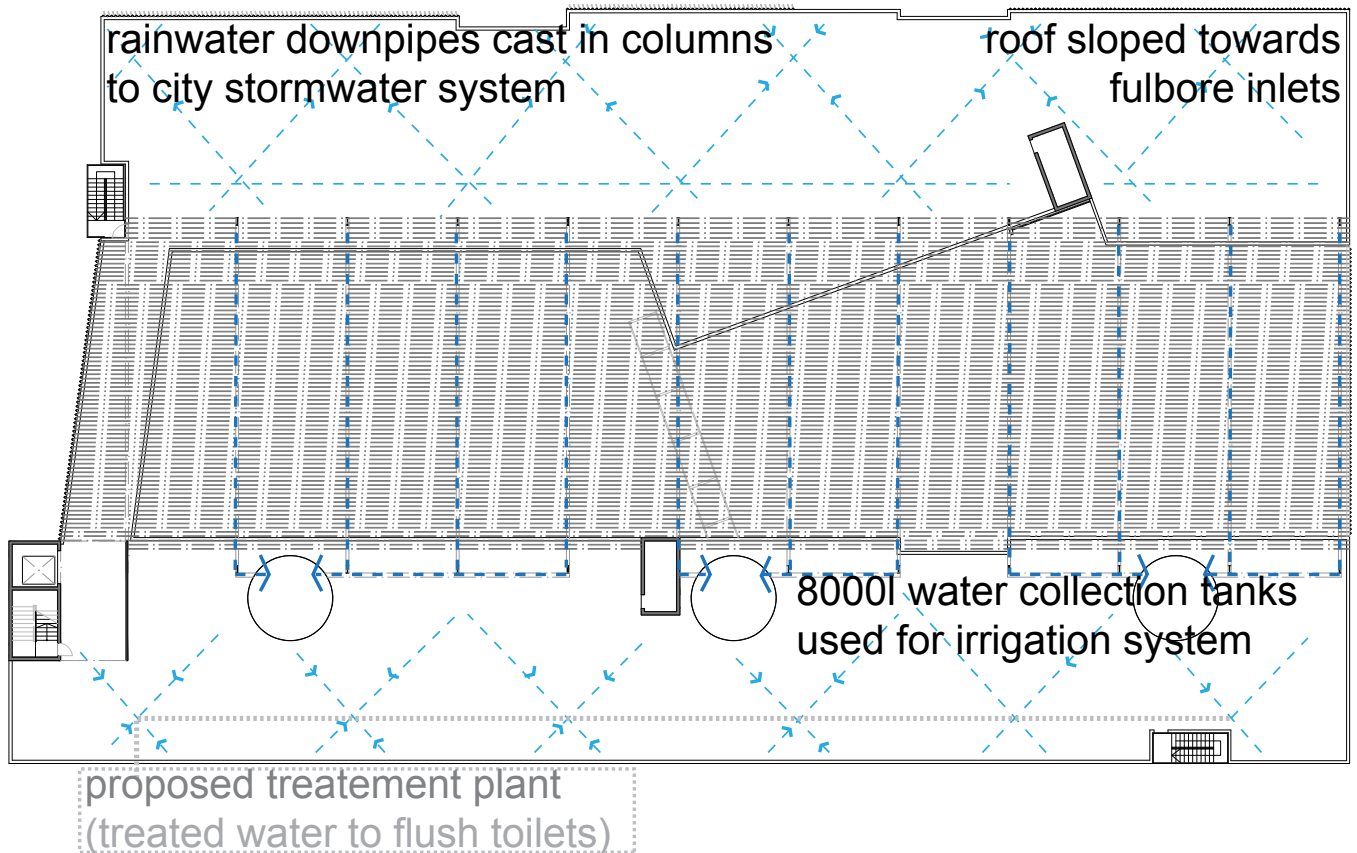 rainwater downpipes cast in columns
to city stormwater system
roof sloped towards
fulbore inlets
8000l water collection tanks
used for irrigation system
proposed treatement plant
(treated water to flush toilets)